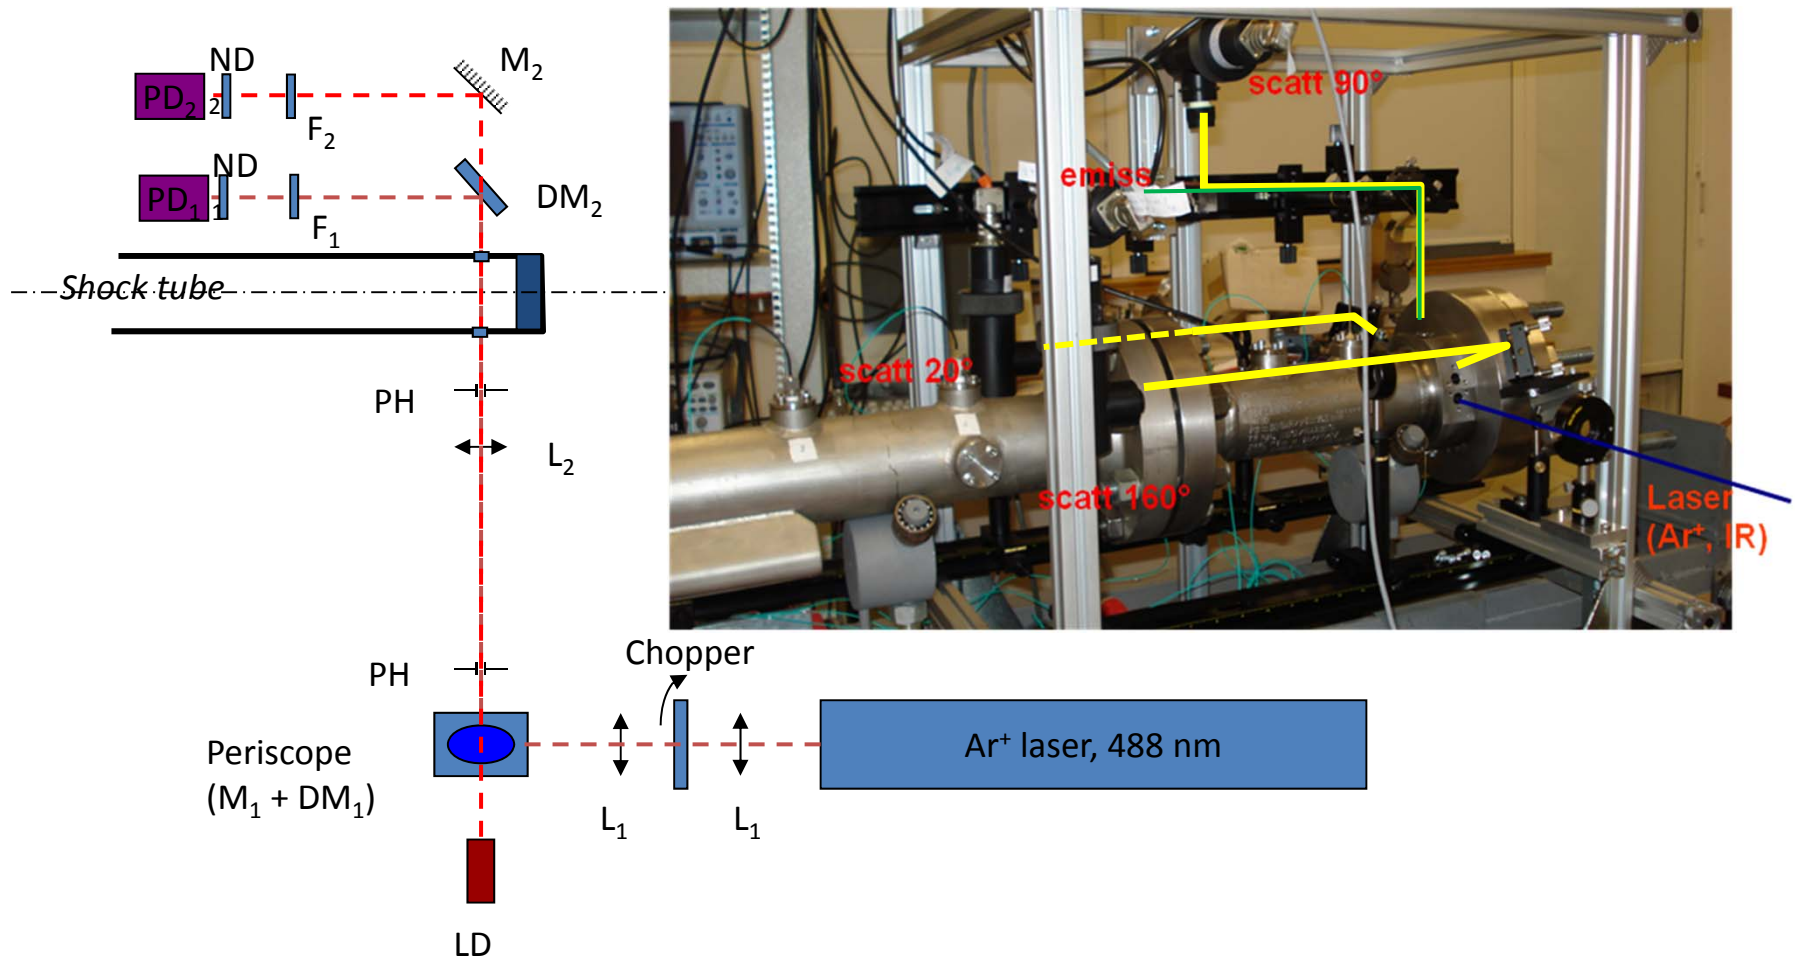 ND
M2
PD2 2
F2
ND
PD1 1
DM2
F1
Shock tube
PH
L2
PH
Chopper
Periscope
(M1 + DM1)
Ar+ laser, 488 nm
L1
L1
LD
scatt 90°
emiss
scatt 20°
scatt 160°
Laser
(Ar+, IR)